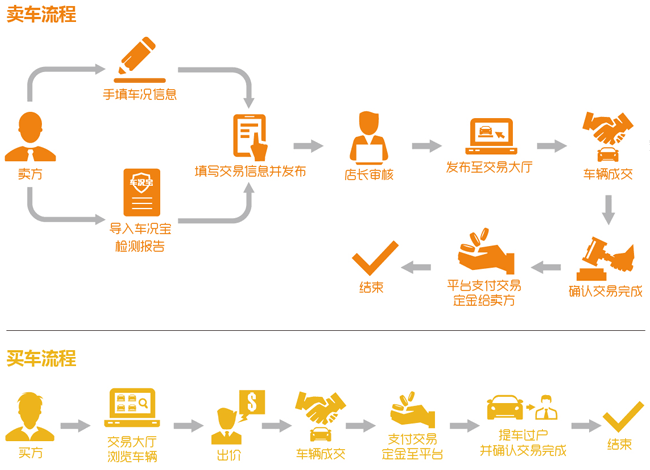 卖车流程
手填车况信息
卖方
车况宝
导入车况宝
检测报告
填写交易信息并发布
店长审核
发布至交易大厅
车辆成交
确认交易完成
平台支付交易
定金给卖方
结束
买车流程
买方
交易大厅
浏览车辆
$
出价
车辆成交
支付交易
定金至平台
提车过户
并确认交易完成
结束